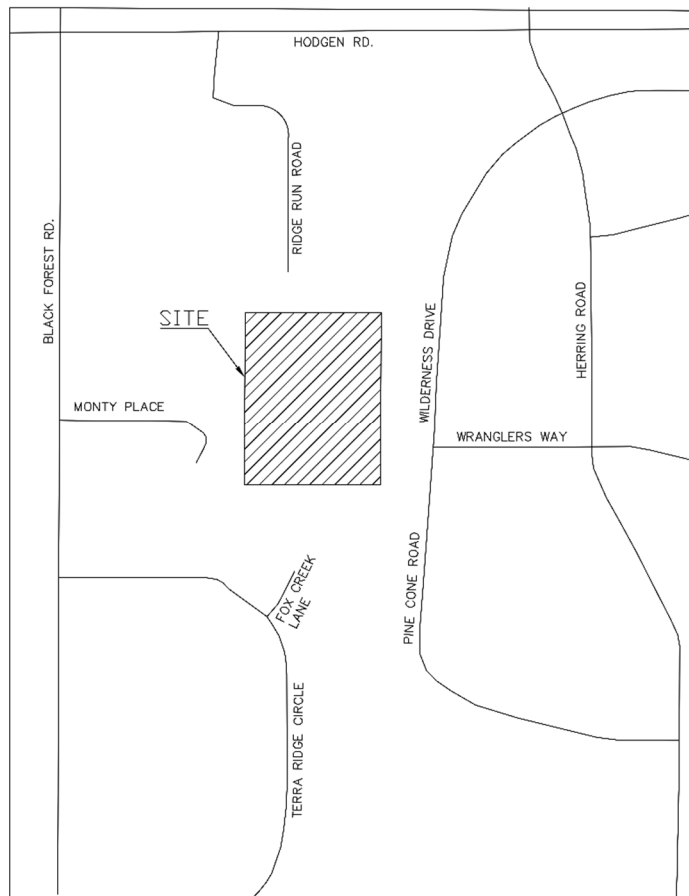 HODGEN RD.
RIDGE RUN ROAD
BLACK FOREST RD.
SITE
WILDERNESS DRIVE
HERRING ROAD
MONTY PLACE
WRANGLERS WAY
PINE CONE ROAD
FOX CREEK
LANE
TERRA RIDGE CIRCLE